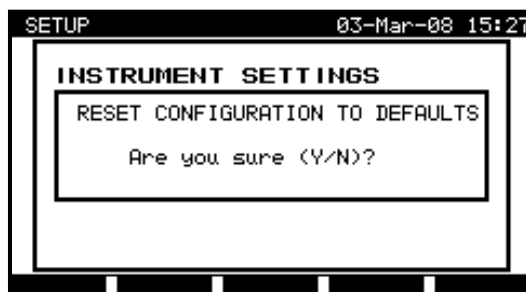 SETUP 03-Mar-08 15:27
INSTRUMENT SETTINGS
RESET CONFIGURATION TO DEFAULTS
Are you sure (Y/N)?